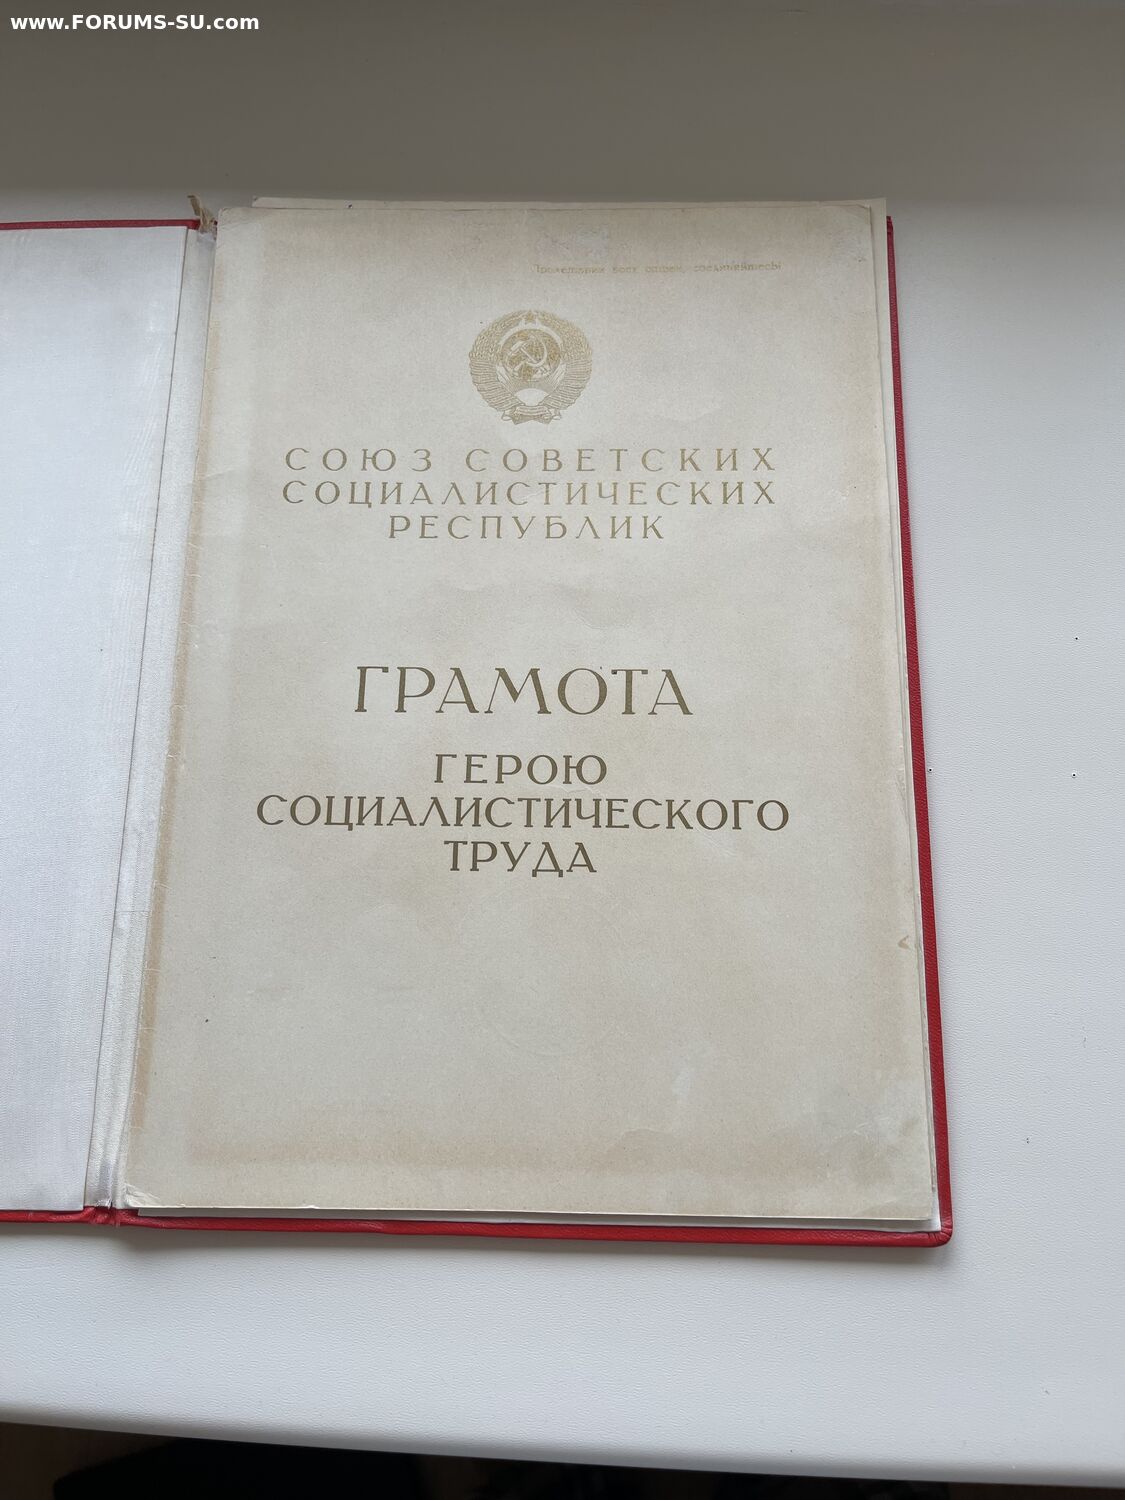 www.FORUMS-SU.com
Пролетарии всех стран, соединяйтесь!
СОЮЗ СОВЕТСКИХ
СОЦИАЛИСТИЧЕСКИХ
РЕСПУБЛИК
ГРАМОТА
ГЕРОЮ
СОЦИАЛИСТИЧЕСКОГО
ТРУДА